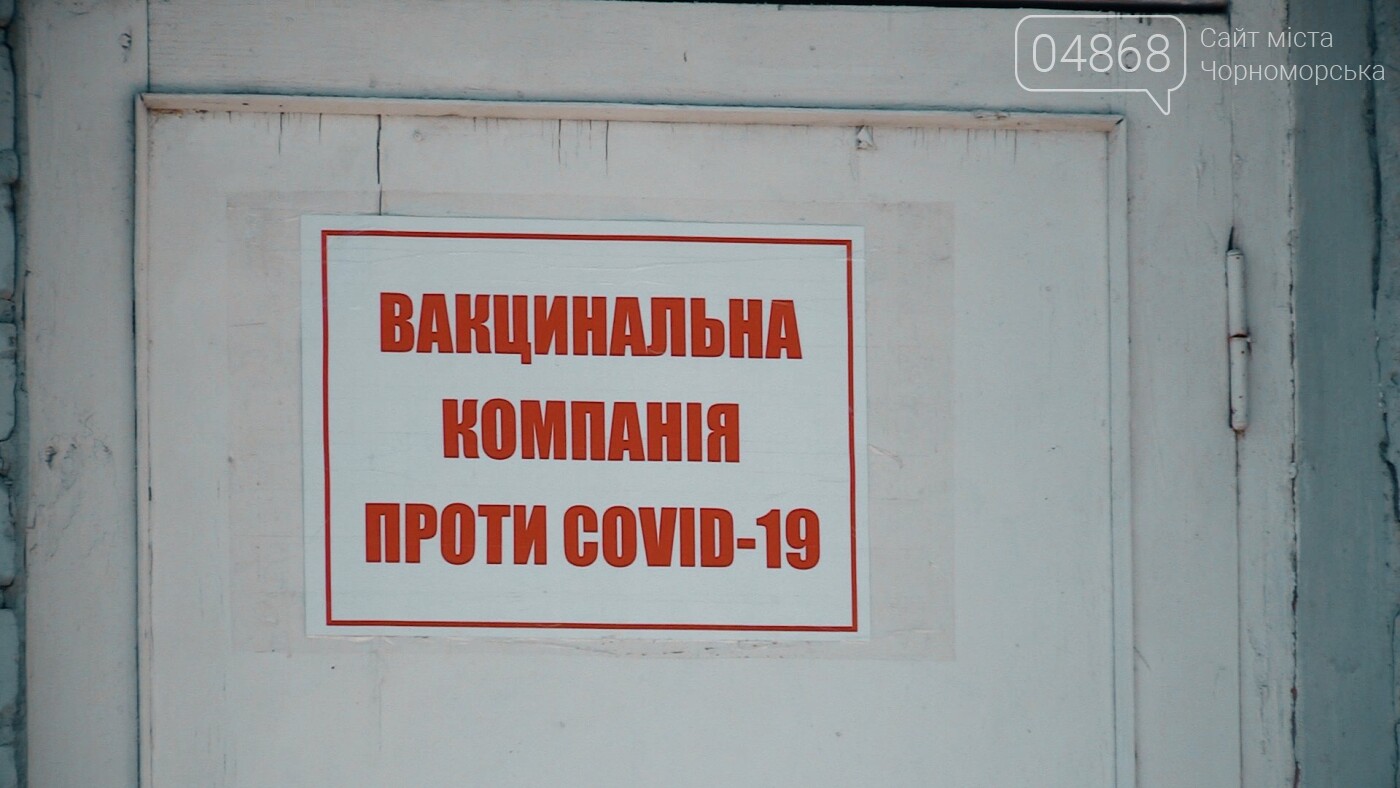 04868
Сайт міста
Чорноморська
ВАКЦИНАЛЬНА
КОМПАНІЯ
ПРОТИ COVID-19